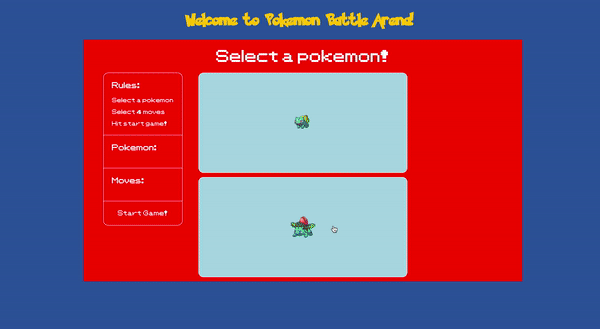 Welcome to Pokemon Battle Arena!
Select a pokemon!
Rules:
Select a pokemon
Select 4 moves
Hit start game!
Pokemon:
Moves:
Start Game!